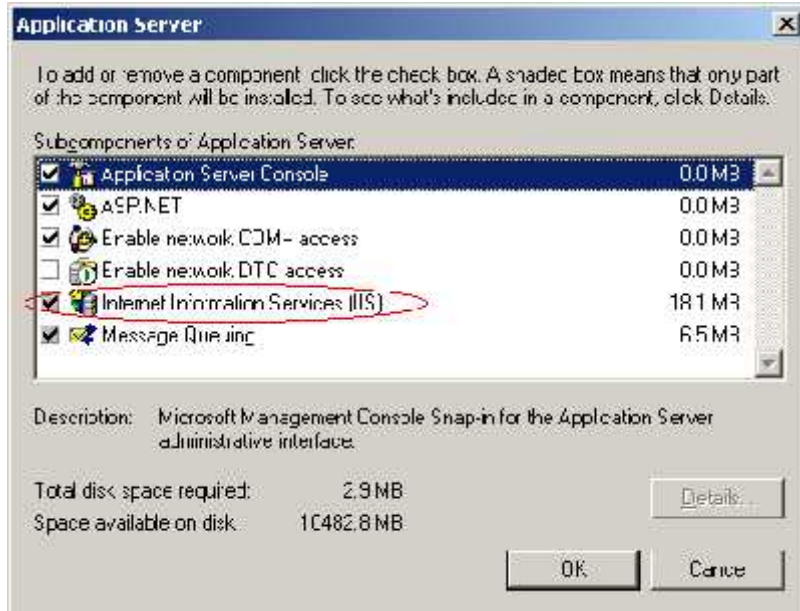 Application Server
To add or remove a component, click the check box. A shaded box means that only part
of the component will be installed. To see what's included in a component, click Details.
Subcomponents of Application Server:
Application Server Console 0.0 MB
ASP.NET 0.0 MB
Enable network COM+ access 0.0 MB
Enable network DTC access 0.0 MB
Internet Information Services (IIS) 18.1 MB
Message Queuing 6.5 MB
Description: Microsoft Management Console Snap-in for the Application Server
administrative interface.
Total disk space required: 2.9 MB
Space available on disk: 10482.8 MB
Details...
OK
Cancel